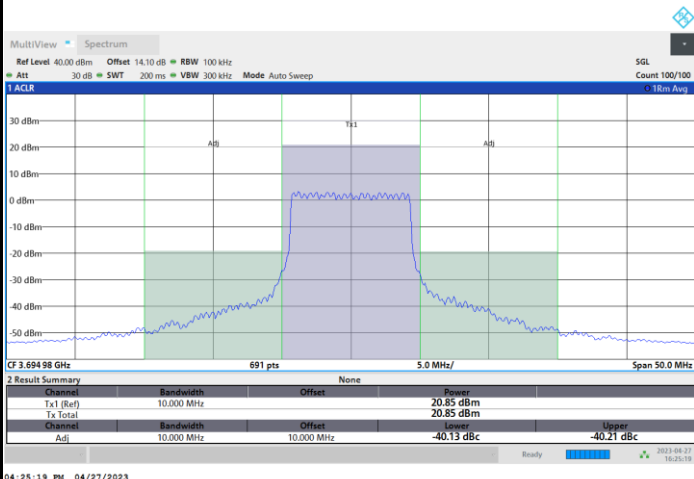 MultiView Spectrum
Ref Level 40.00 dBm Offset 14.10 dB RBW 100 kHz SGL
Att 30 dB SWT 200 ms VBW 300 kHz Mode Auto Sweep Count 100/100
1 ACLR 1Rm Avg
30 dBm
Tx1
20 dBm Adj Adj
10 dBm
0 dBm
-10 dBm
-20 dBm
-30 dBm
-40 dBm
-50 dBm
CF 3.694 98 GHz 691 pts 5.0 MHz/ Span 50.0 MHz
2 Result Summary None
Channel Bandwidth Offset Power
Tx1 (Ref) 10.000 MHz 20.85 dBm
Tx Total 20.85 dBm
Channel Bandwidth Offset Lower Upper
Adj 10.000 MHz 10.000 MHz -40.13 dBc -40.21 dBc
Ready 2023-04-27
16:25:19
04:25:19 PM 04/27/2023